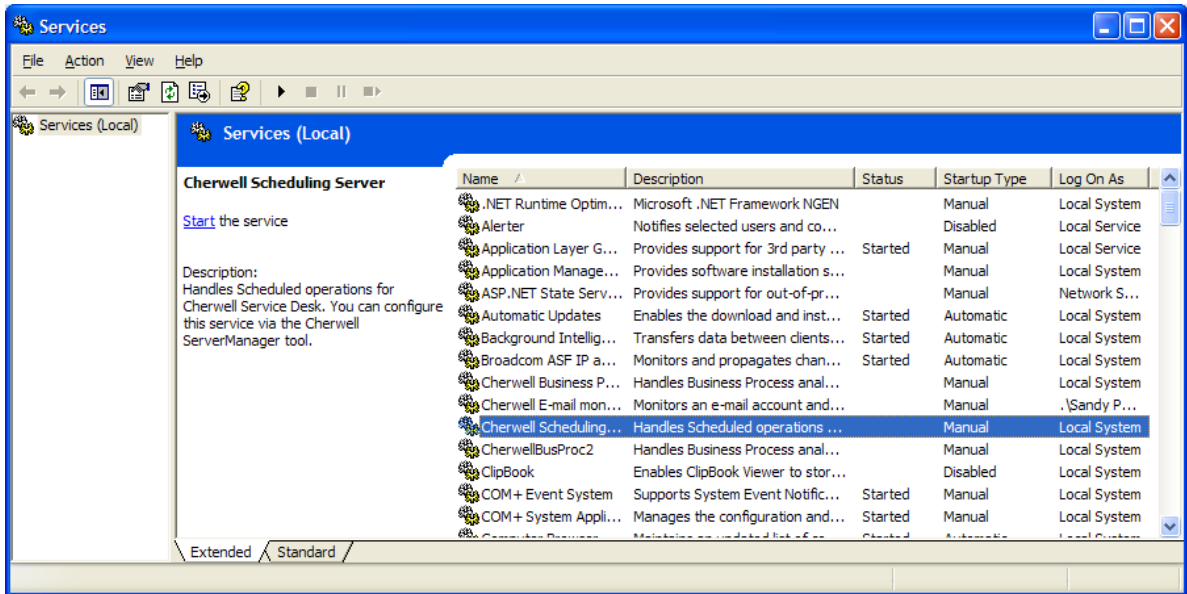 Services
File Action View Help
Services (Local)
Services (Local)
Cherwell Scheduling Server
Start the service
Description:
Handles Scheduled operations for
Cherwell Service Desk. You can configure
this service via the Cherwell
ServerManager tool.
Name Description Status Startup Type Log On As
.NET Runtime Optim... Microsoft .NET Framework NGEN Manual Local System
Alerter Notifies selected users and co... Disabled Local Service
Application Layer G... Provides support for 3rd party ... Started Manual Local Service
Application Manage... Provides software installation s... Manual Local System
ASP.NET State Serv... Provides support for out-of-pr... Manual Network S...
Automatic Updates Enables the download and inst... Started Automatic Local System
Background Intellig... Transfers data between clients... Started Automatic Local System
Broadcom ASF IP a... Monitors and propagates chan... Started Automatic Local System
Cherwell Business P... Handles Business Process anal... Manual Local System
Cherwell E-mail mon... Monitors an e-mail account and... Manual .\Sandy P...
Cherwell Scheduling... Handles Scheduled operations ... Manual Local System
CherwellBusProc2 Handles Business Process anal... Manual Local System
ClipBook Enables ClipBook Viewer to stor... Disabled Local System
COM+ Event System Supports System Event Notific... Started Manual Local System
COM+ System Appli... Manages the configuration and... Started Manual Local System
Extended Standard